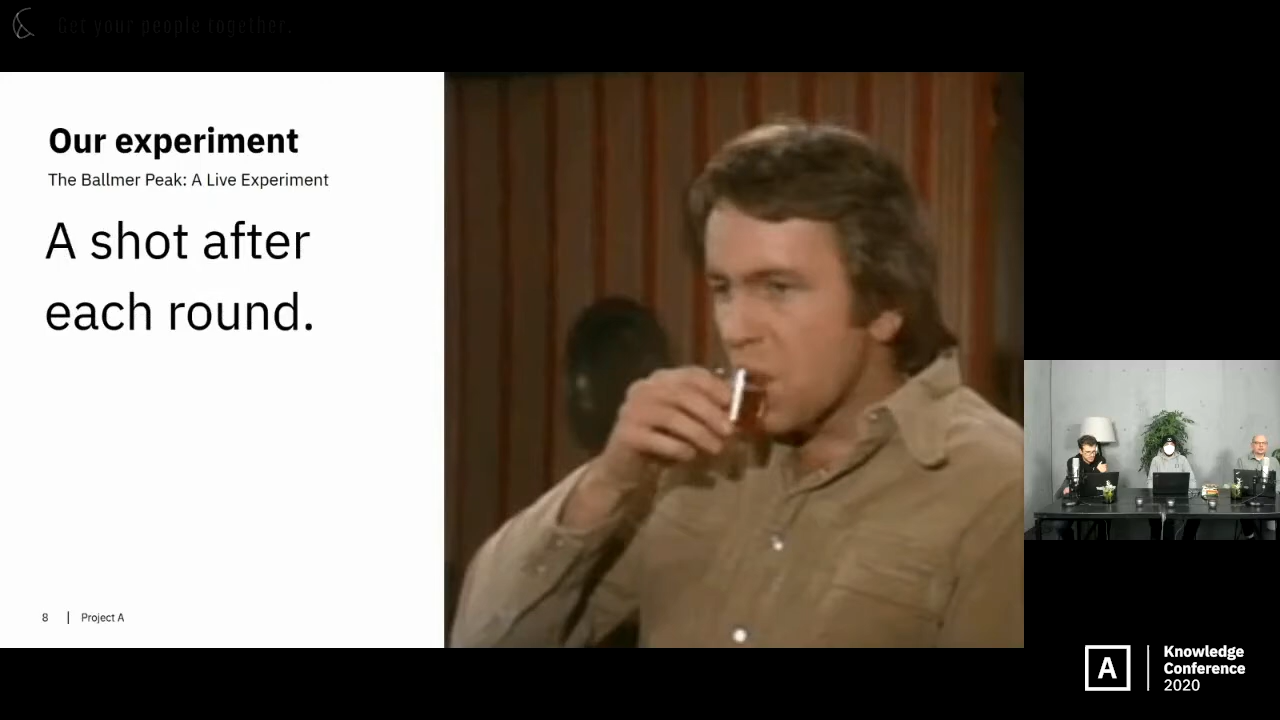 Get your people together.
Our experiment
The Ballmer Peak: A Live Experiment
A shot after
each round.
8 | Project A
A
Knowledge
Conference
2020